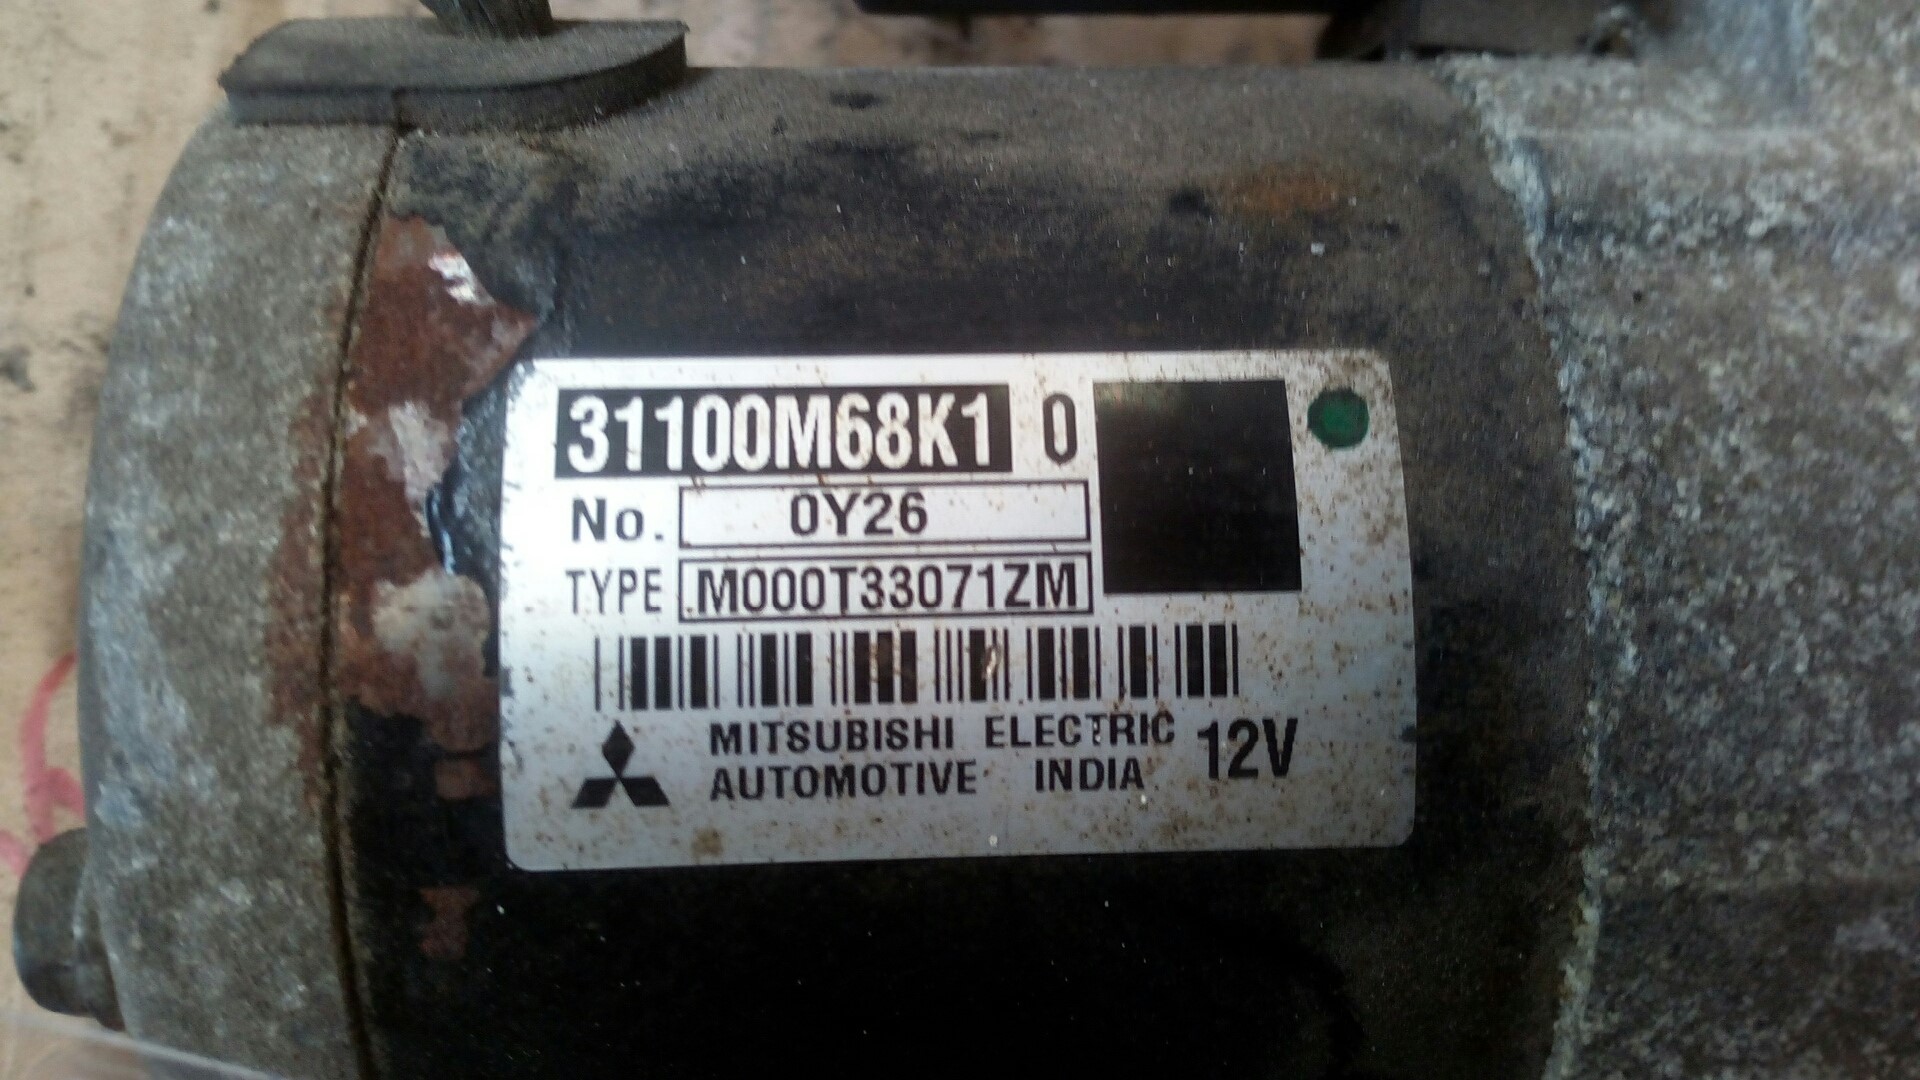 31100M68K1 0
No. 0Y26
TYPE M000T33071ZM
MITSUBISHI ELECTRIC
AUTOMOTIVE INDIA 12V